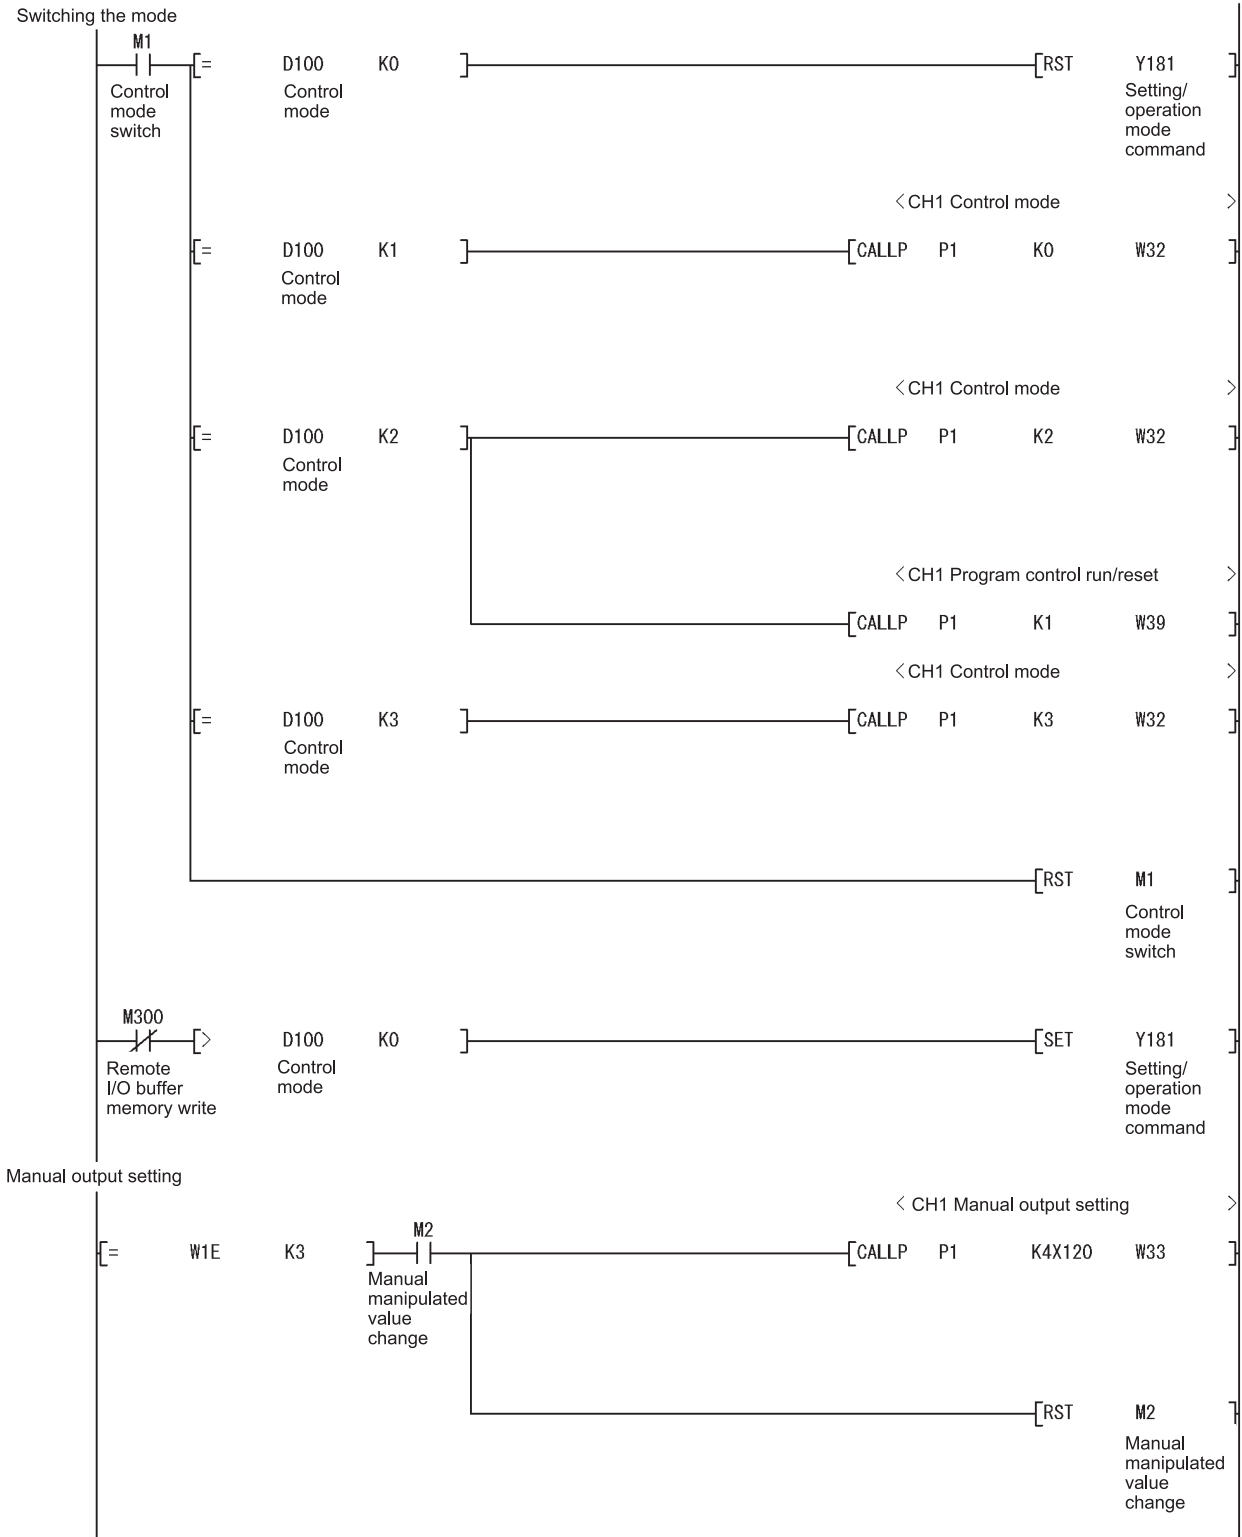 Switching the mode
M1
[= D100 K0 ] [RST Y181 ]
Control
mode
switch
Control
mode
Setting/
operation
mode
command
<CH1 Control mode >
[= D100 K1 ] [CALLP P1 K0 W32 ]
Control
mode
<CH1 Control mode >
[= D100 K2 ] [CALLP P1 K2 W32 ]
Control
mode
<CH1 Program control run/reset >
[CALLP P1 K1 W39 ]
<CH1 Control mode >
[= D100 K3 ] [CALLP P1 K3 W32 ]
Control
mode
[RST M1 ]
Control
mode
switch
M300
[> D100 K0 ] [SET Y181 ]
Remote
I/O buffer
memory write
Control
mode
Setting/
operation
mode
command
Manual output setting
< CH1 Manual output setting >
M2
[= W1E K3 ] [CALLP P1 K4X120 W33 ]
Manual
manipulated
value
change
[RST M2 ]
Manual
manipulated
value
change